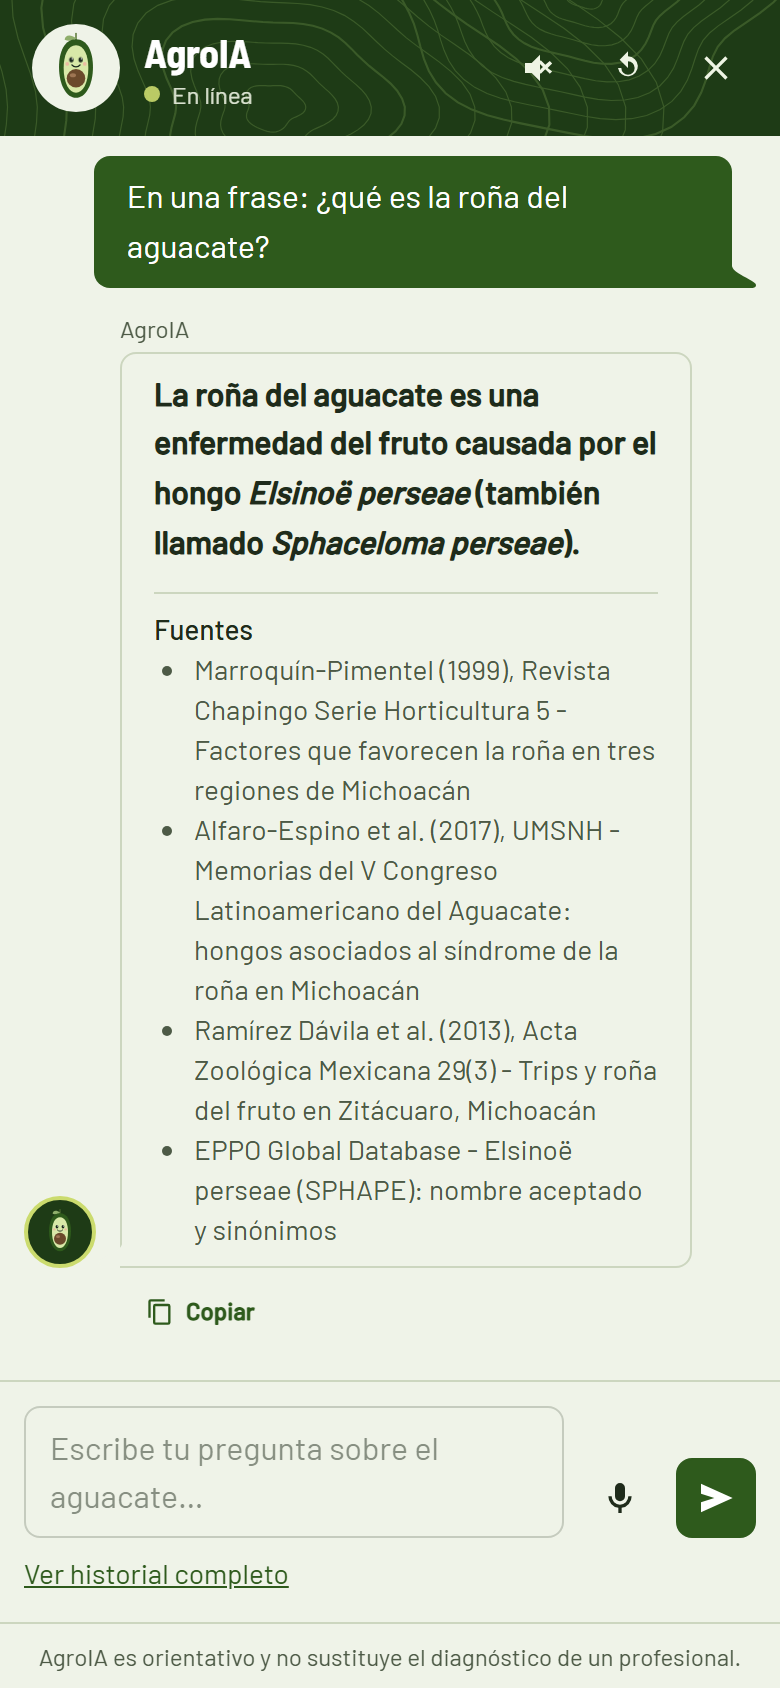 AgroIA
En línea
En una frase: ¿qué es la roña del
aguacate?
AgroIA
La roña del aguacate es una
enfermedad del fruto causada por el
hongo Elsinoë perseae (también
llamado Sphaceloma perseae).
Fuentes
Marroquín-Pimentel (1999), Revista
Chapingo Serie Horticultura 5 -
Factores que favorecen la roña en tres
regiones de Michoacán
Alfaro-Espino et al. (2017), UMSNH -
Memorias del V Congreso
Latinoamericano del Aguacate:
hongos asociados al síndrome de la
roña en Michoacán
Ramírez Dávila et al. (2013), Acta
Zoológica Mexicana 29(3) - Trips y roña
del fruto en Zitácuaro, Michoacán
EPPO Global Database - Elsinoë
perseae (SPHAPE): nombre aceptado
y sinónimos
Copiar
Escribe tu pregunta sobre el
aguacate...
Ver historial completo
AgroIA es orientativo y no sustituye el diagnóstico de un profesional.